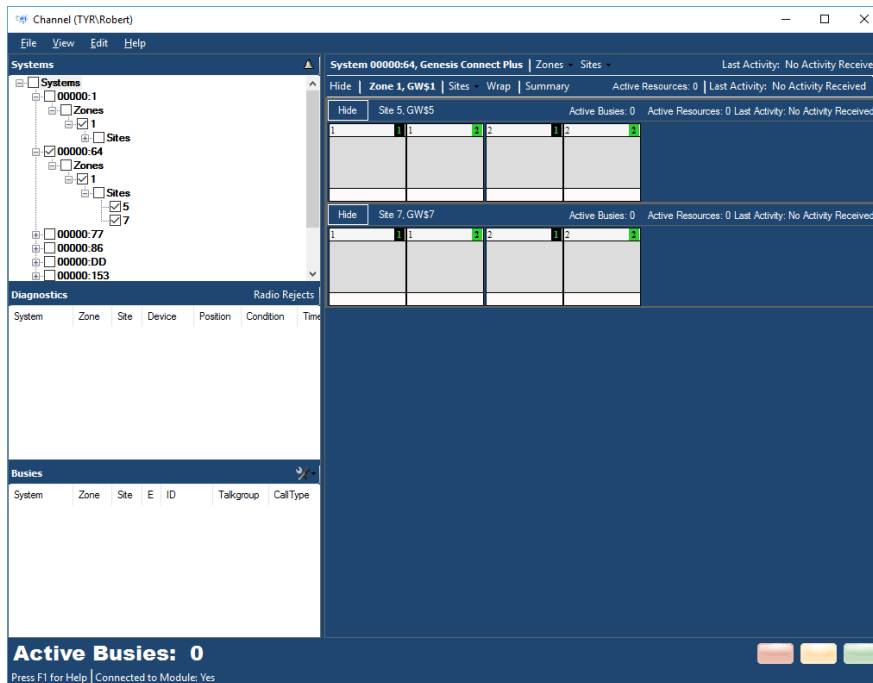 Channel (TYR\Robert)
File View Edit Help
Systems
Systems
00000:1
Zones
1
Sites
00000:64
Zones
1
Sites
5
7
00000:77
00000:86
00000:DD
00000:153
Diagnostics Radio Rejects
System Zone Site Device Position Condition Time
Busies
System Zone Site E ID Talkgroup CallType
System 00000:64, Genesis Connect Plus Zones Sites Last Activity: No Activity Receive
Hide Zone 1, GW$1 Sites Wrap Summary Active Resources: 0 Last Activity: No Activity Received
Hide Site 5, GW$5 Active Busies: 0 Active Resources: 0 Last Activity: No Activity Received
1 1 1 2 2 1 2 2
Hide Site 7, GW$7 Active Busies: 0 Active Resources: 0 Last Activity: No Activity Received
1 1 1 2 2 1 2 2
Active Busies: 0
Press F1 for Help Connected to Module: Yes